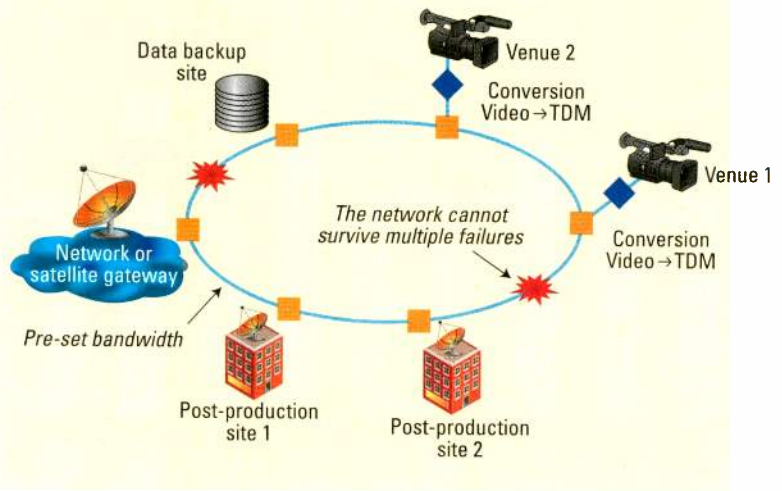 Data backup
site
Venue 2
Conversion
Video→TDM
Venue 1
The network cannot
survive multiple failures
Conversion
Video→TDM
Network or
satellite gateway
Pre-set bandwidth
Post-production
site 1
Post-production
site 2